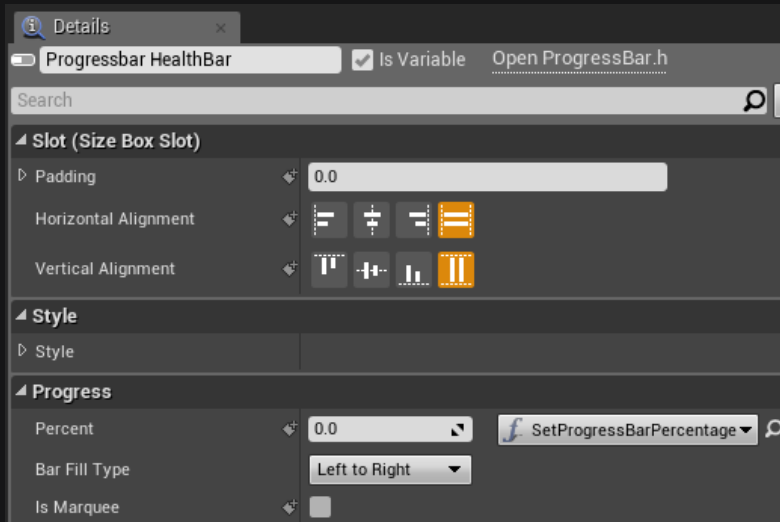 Details
Progressbar HealthBar Is Variable Open ProgressBar.h
Search
Slot (Size Box Slot)
Padding 0.0
Horizontal Alignment
Vertical Alignment
Style
Style
Progress
Percent 0.0 SetProgressBarPercentage
Bar Fill Type Left to Right
Is Marquee